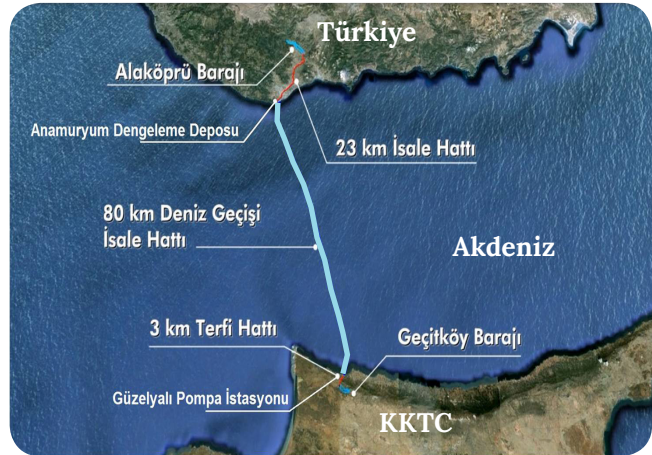 Türkiye
Alaköprü Barajı
Anamuryum Dengeleme Deposu
23 km İsale Hattı
80 km Deniz Geçişi
İsale Hattı
Akdeniz
3 km Terfi Hattı
Geçitköy Barajı
Güzelyalı Pompa İstasyonu
KKTC